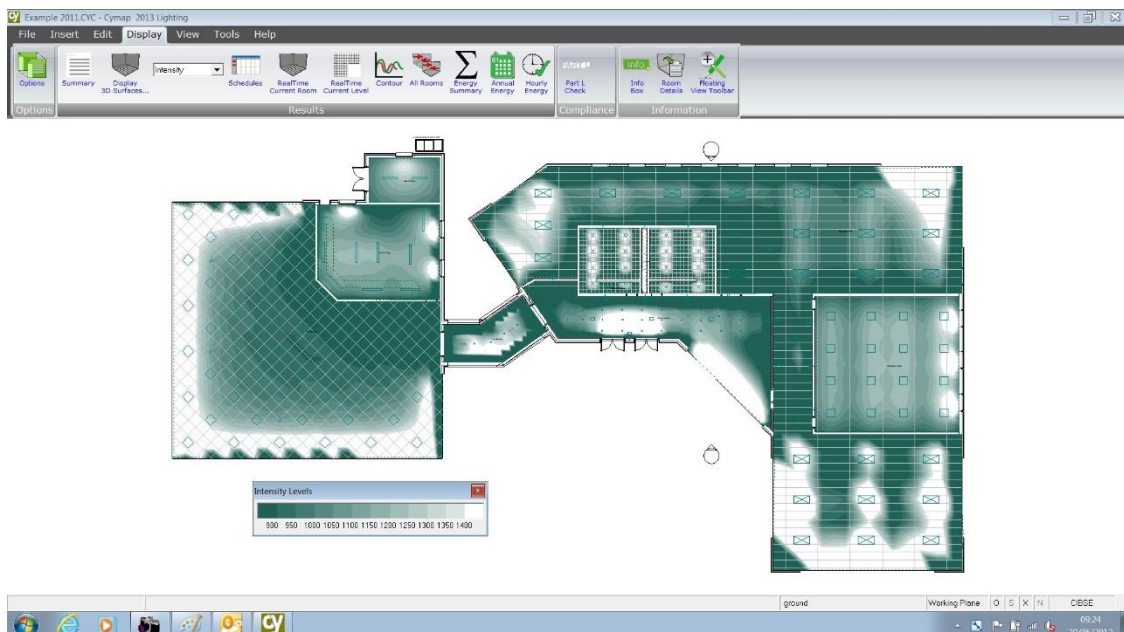 Example 2011.CYC - Cymap 2013 Lighting
File Insert Edit Display View Tools Help
Options
Summary
Display 3D Surfaces...
Intensity
Schedules
RealTime Current Room
RealTime Current Level
Contour
All Rooms
Energy Summary
Annual Energy
Hourly Energy
PART L
Part L Check
info
Info Box
Room Details
Floating View Toolbar
Options Results Compliance Information
Intensity Levels
900 950 1000 1050 1100 1150 1200 1250 1300 1350 1400
ground Working Plane O S X N CIBSE
09:24